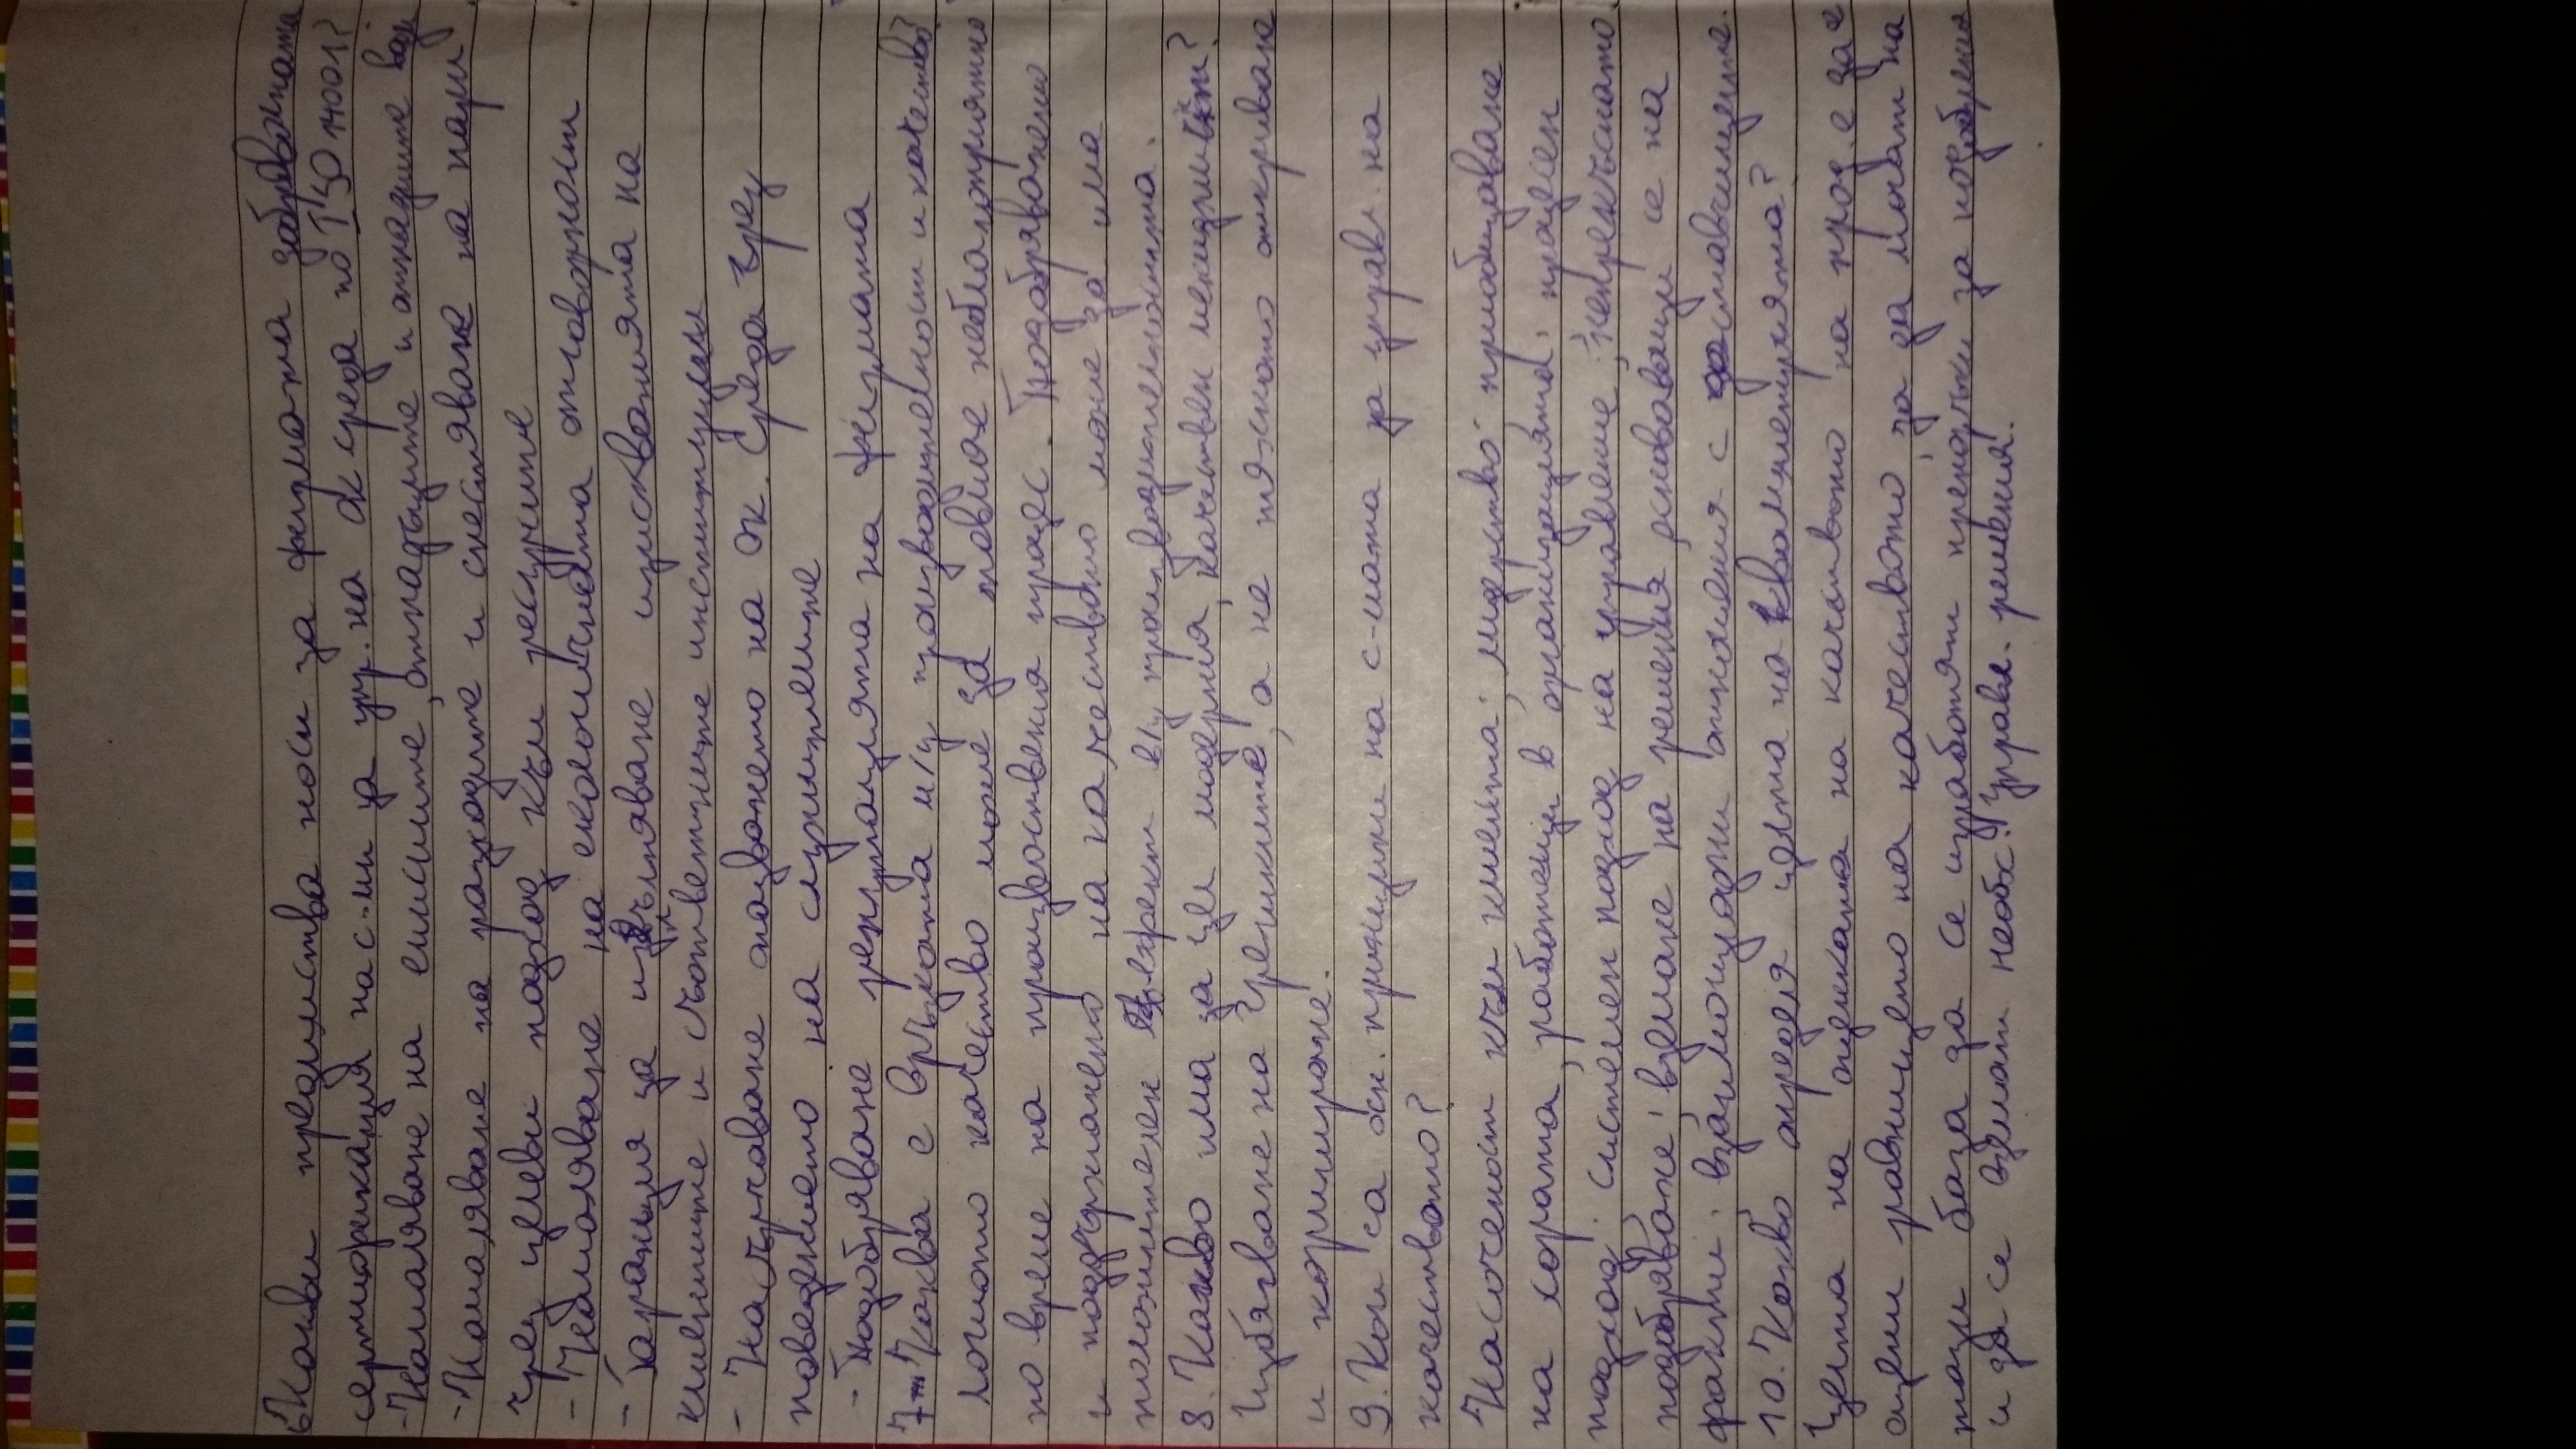 6 Какви предимства носи за фирмата доброволната
сертификация на с-ми за упр. на ок среда по ISO 14001?
- Намаляване на емисиите, отпадъците и отпадните води
- Намаляване на разходите и спестяване на пари
чрез целеви подход към ресурсите
- Намаляване на екологичната отговорност
- Гаранция за изпълняване изискванията на
клиентите и съответните институции
- Насърчаване опазването на ок. среда чрез
поведението на служителите
- Подобряване репутацията на фирмата
7 Каква е връзката м/у производителност и качество?
Лошото качество може да повлияе неблагоприятно
по време на производствения процес. Подобряването
и поддържането на качеството може да има
положителен ефект в/у производителността.
8. Какво има за цел модерния, качествен мениджмънт?
Избягване на грешките, а не тяхното откриване
и коригиране.
9. Кои са осн. принципи на с-мата за управл. на
качеството?
Насоченост към клиента; лидерство; приобщаване
на хората, работещи в организацията; процесен
подход; системен подход на управление; непрекъснато
подобряване; вземане на решения, основаващи се на
факти; взаимоизгодни отношения с доставчиците.
10. Какво определя целта на квалиметрията?
Целта на оценката на качеството на прод. е да се
оцени равнището на качеството, за да могат на
тази база да се изработят препоръки за подобрения
и да се вземат необх. управл. решения.